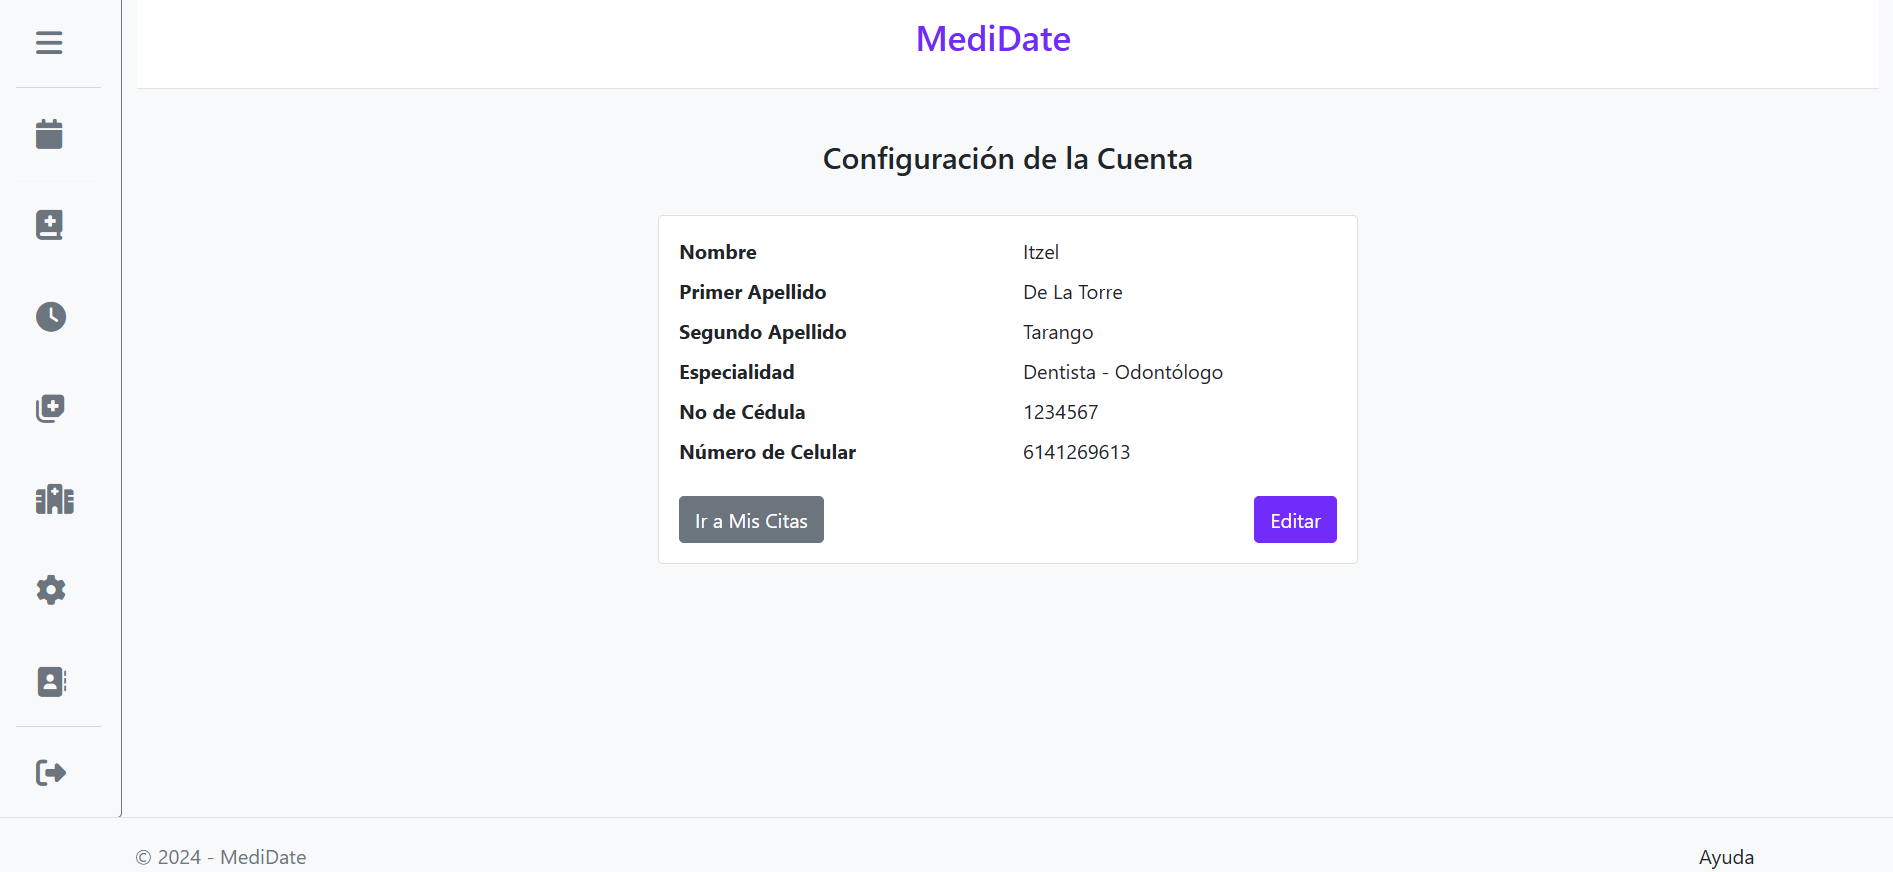 MediDate
Configuración de la Cuenta
Nombre Itzel
Primer Apellido De La Torre
Segundo Apellido Tarango
Especialidad Dentista - Odontólogo
No de Cédula 1234567
Número de Celular 6141269613
Ir a Mis Citas Editar
© 2024 - MediDate Ayuda